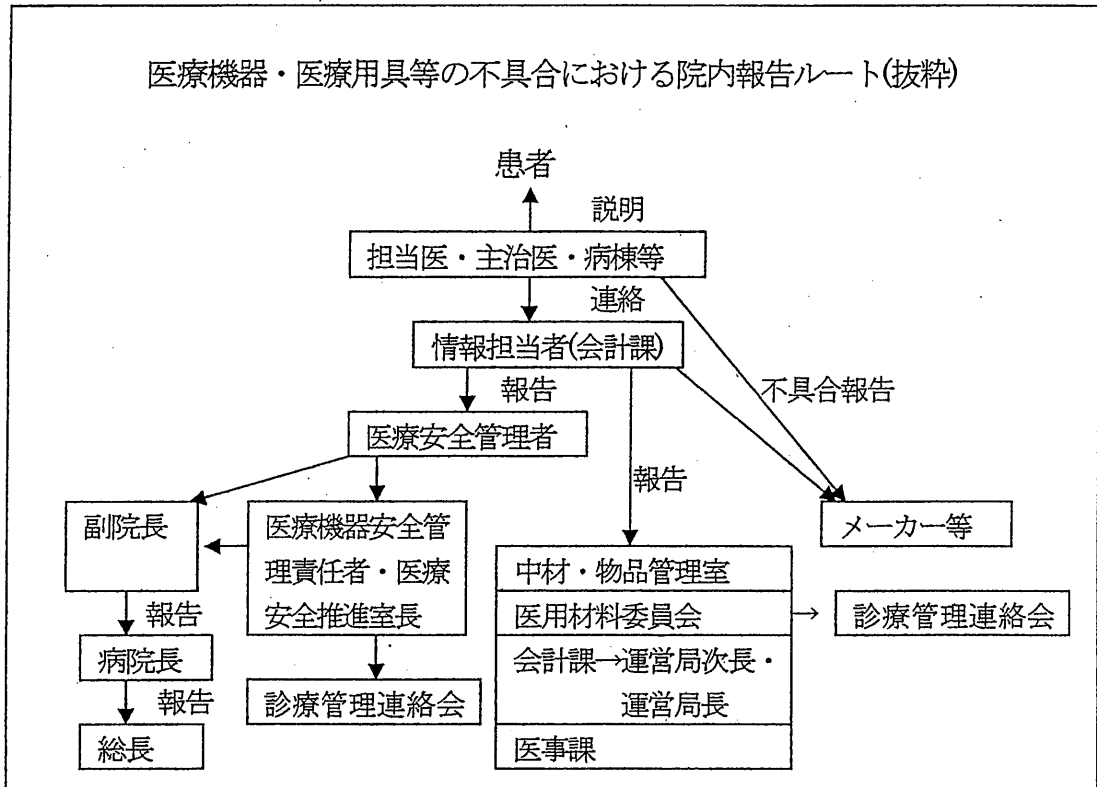 医療機器・医療用具等の不具合における院内報告ルート(抜粋)
患者
説明
担当医・主治医・病棟等
連絡
情報担当者(会計課)
報告
不具合報告
医療安全管理者
報告
副院長
医療機器安全管
理責任者・医療
安全推進室長
メーカー等
中材・物品管理室
医用材料委員会
→
診療管理連絡会
報告
病院長
会計課→運営局次長・
運営局長
報告
診療管理連絡会
総長
医事課